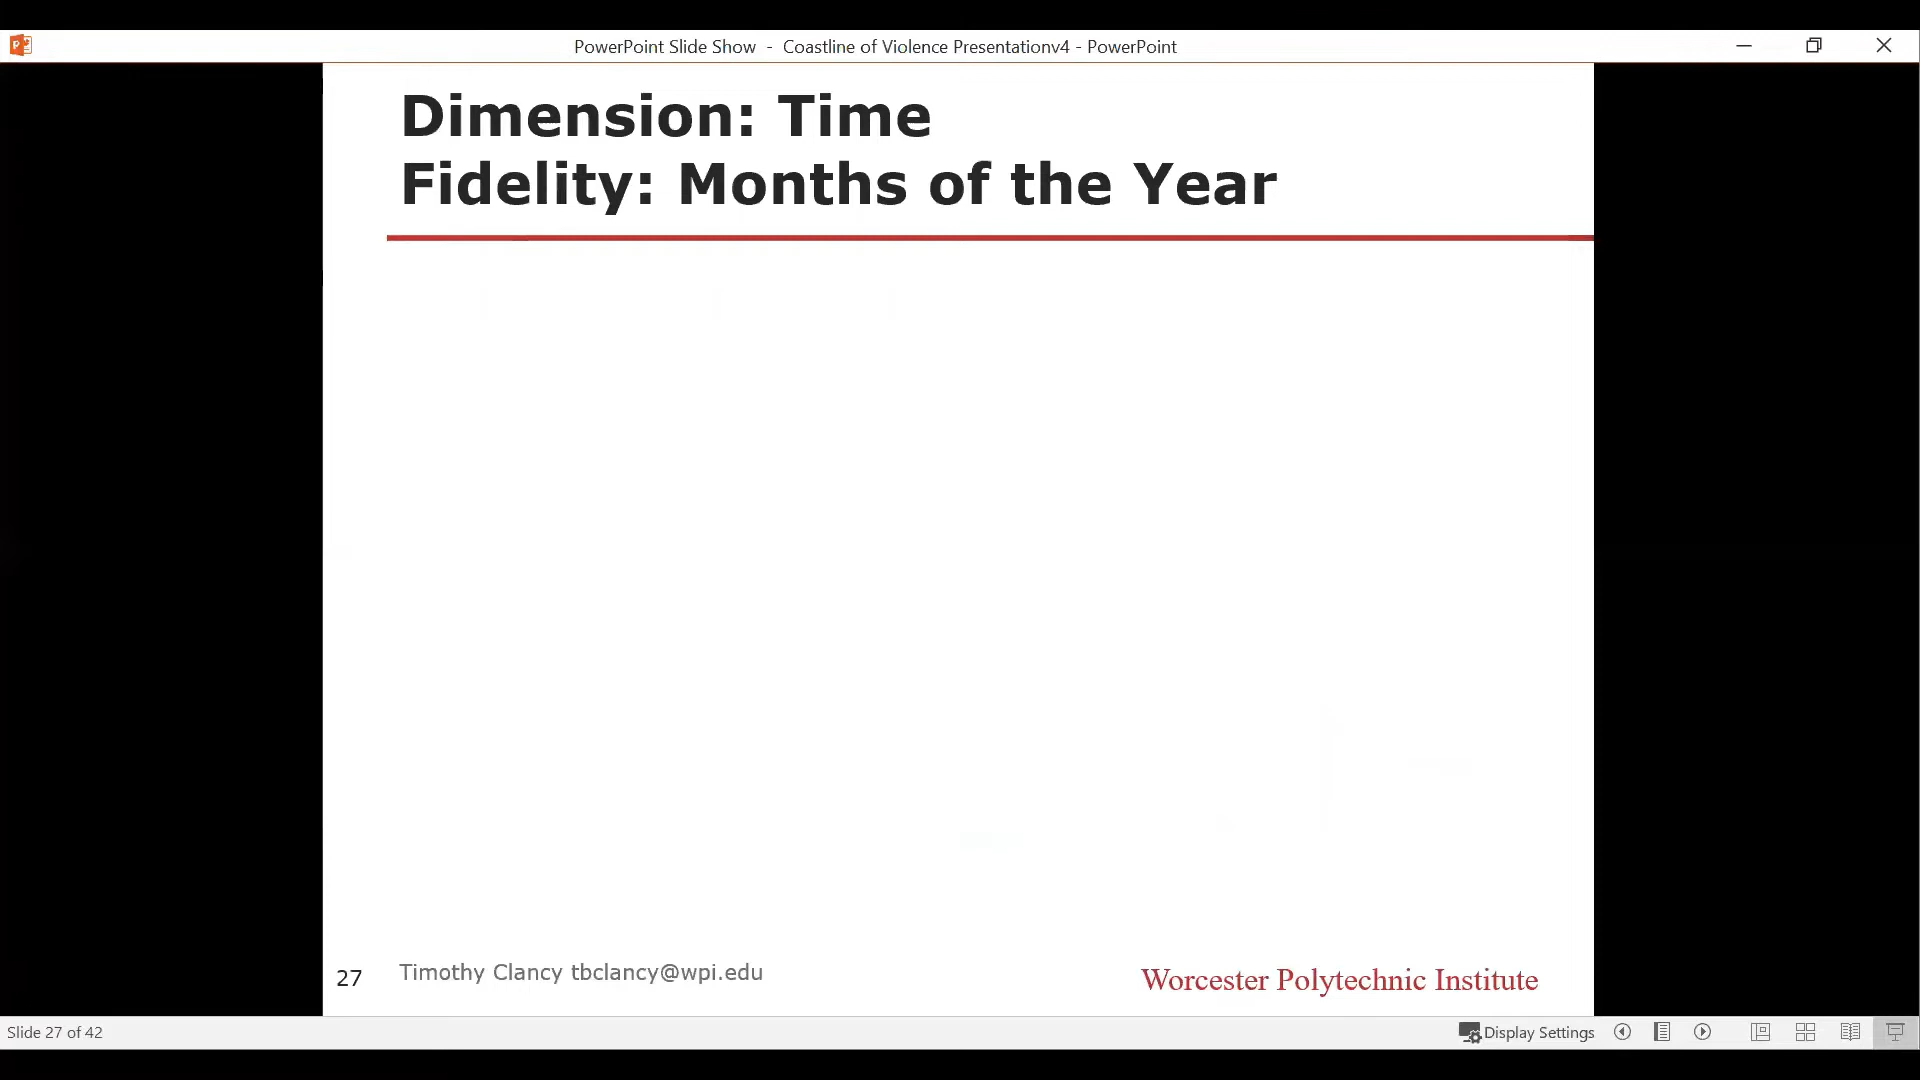 PowerPoint Slide Show - Coastline of Violence Presentationv4 - PowerPoint
Dimension: Time
Fidelity: Months of the Year
27
Timothy Clancy tbclancy@wpi.edu
Worcester Polytechnic Institute
Slide 27 of 42
Display Settings